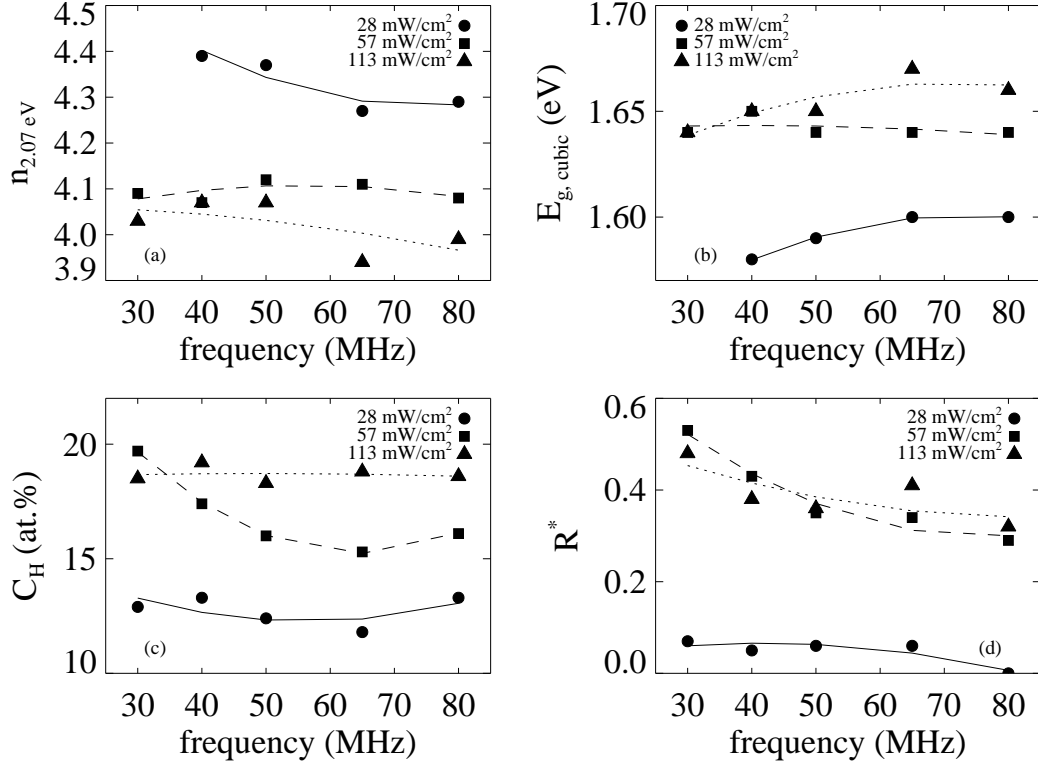 4.5
4.4
4.3
4.2
4.1
4.0
3.9
n2.07 eV
28 mW/cm²
57 mW/cm²
113 mW/cm²
(a)
30 40 50 60 70 80
frequency (MHz)
1.70
1.65
1.60
Eg, cubic (eV)
28 mW/cm²
57 mW/cm²
113 mW/cm²
(b)
30 40 50 60 70 80
frequency (MHz)
20
15
10
CH (at.%)
28 mW/cm²
57 mW/cm²
113 mW/cm²
(c)
30 40 50 60 70 80
frequency (MHz)
0.6
0.4
0.2
0.0
R*
28 mW/cm²
57 mW/cm²
113 mW/cm²
(d)
30 40 50 60 70 80
frequency (MHz)